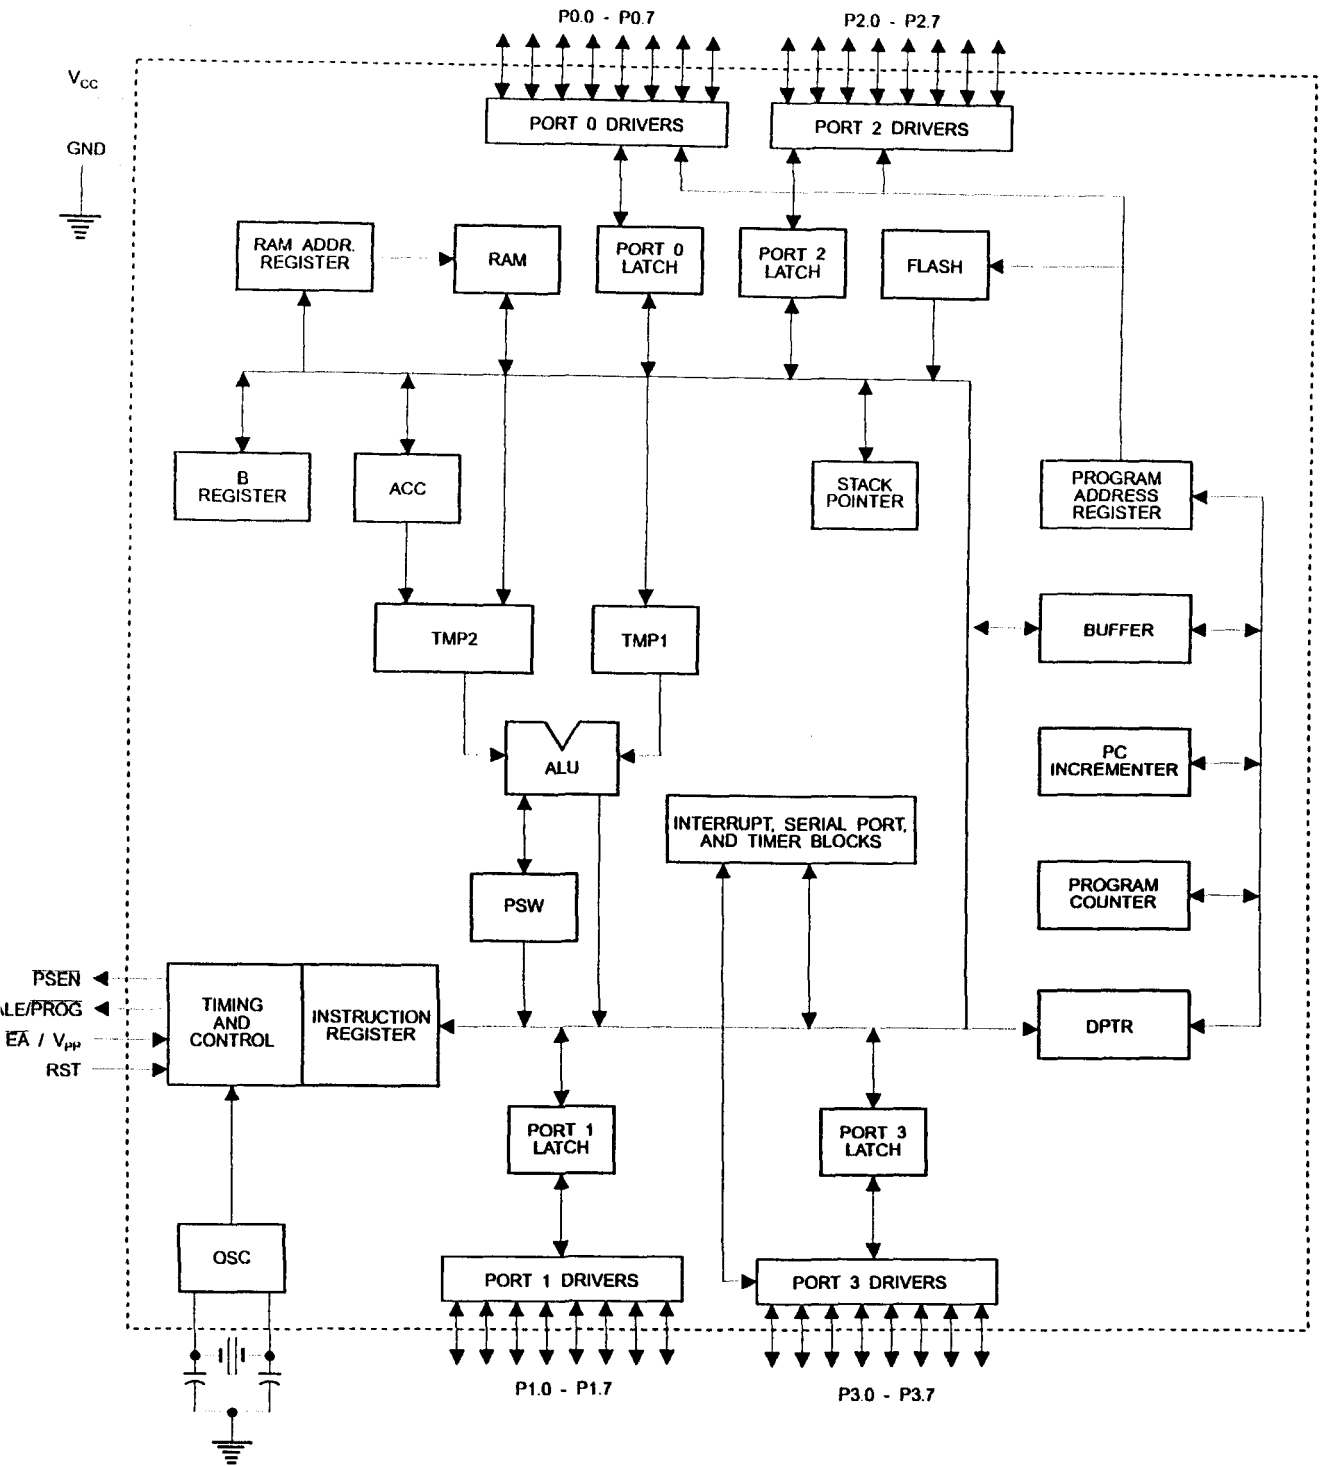 P0.0 - P0.7
P2.0 - P2.7
VCC
GND
PORT 0 DRIVERS
PORT 2 DRIVERS
RAM ADDR.
REGISTER
RAM
PORT 0
LATCH
PORT 2
LATCH
FLASH
B
REGISTER
ACC
STACK
POINTER
PROGRAM
ADDRESS
REGISTER
TMP2
TMP1
BUFFER
ALU
PC
INCREMENTER
INTERRUPT, SERIAL PORT,
AND TIMER BLOCKS
PSW
PROGRAM
COUNTER
PSEN
ALE/PROG
EA / VPP
RST
TIMING
AND
CONTROL
INSTRUCTION
REGISTER
DPTR
PORT 1
LATCH
PORT 3
LATCH
OSC
PORT 1 DRIVERS
PORT 3 DRIVERS
P1.0 - P1.7
P3.0 - P3.7